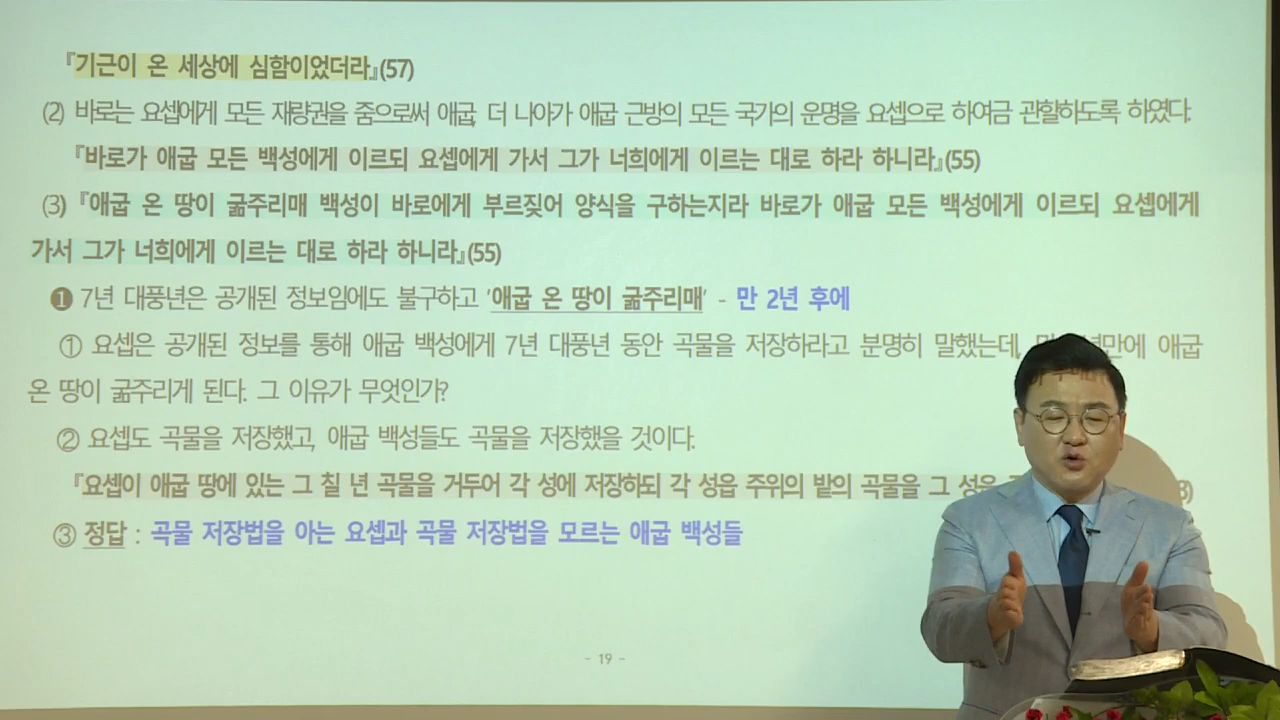 『기근이 온 세상에 심함이었더라』(57)
(2) 바로는 요셉에게 모든 재량권을 줌으로써 애굽, 더 나아가 애굽 근방의 모든 국가의 운명을 요셉으로 하여금 관할하도록 하였다.
『바로가 애굽 모든 백성에게 이르되 요셉에게 가서 그가 너희에게 이르는 대로 하라 하니라』(55)
(3) 『애굽 온 땅이 굶주리매 백성이 바로에게 부르짖어 양식을 구하는지라 바로가 애굽 모든 백성에게 이르되 요셉에게
가서 그가 너희에게 이르는 대로 하라 하니라』(55)
❶ 7년 대풍년은 공개된 정보임에도 불구하고 '애굽 온 땅이 굶주리매' - 만 2년 후에
① 요셉은 공개된 정보를 통해 애굽 백성에게 7년 대풍년 동안 곡물을 저장하라고 분명히 말했는데, 애굽
온 땅이 굶주리게 된다. 그 이유가 무엇인가?
② 요셉도 곡물을 저장했고, 애굽 백성들도 곡물을 저장했을 것이다.
『요셉이 애굽 땅에 있는 그 칠 년 곡물을 거두어 각 성에 저장하되 각 성읍 주위의 밭의 곡물을 그 성읍
③ 정답 : 곡물 저장법을 아는 요셉과 곡물 저장법을 모르는 애굽 백성들
- 19 -